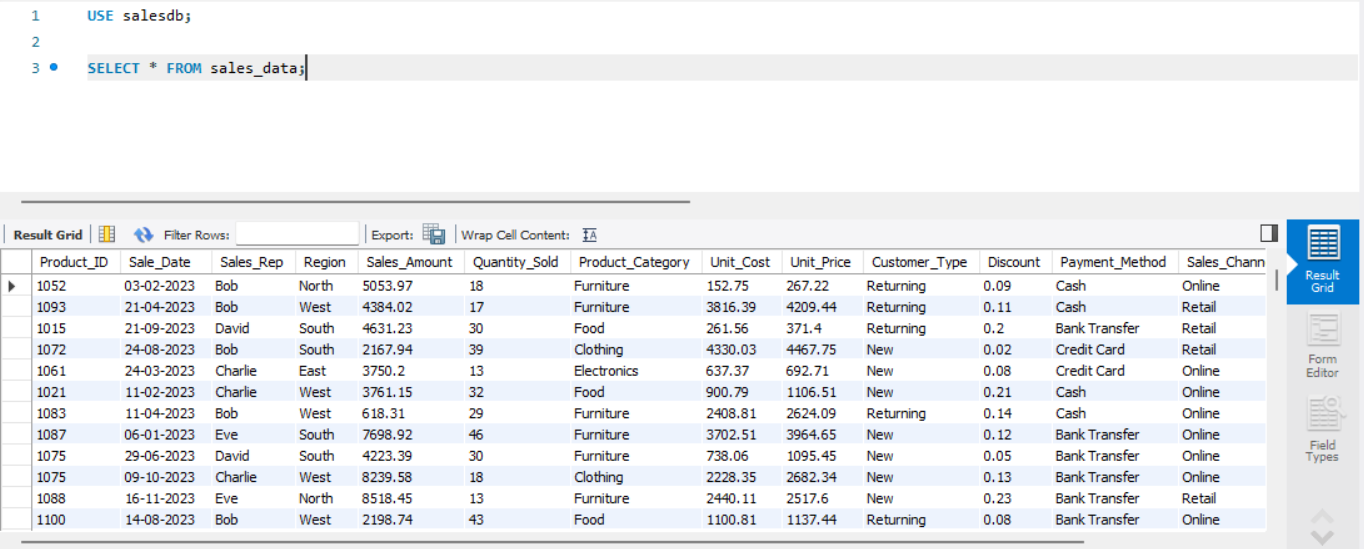 1 USE salesdb;
2
3 SELECT * FROM sales_data;
Result Grid Filter Rows: Export: Wrap Cell Content: IA
Product_ID Sale_Date Sales_Rep Region Sales_Amount Quantity_Sold Product_Category Unit_Cost Unit_Price Customer_Type Discount Payment_Method Sales_Chann
1052 03-02-2023 Bob North 5053.97 18 Furniture 152.75 267.22 Returning 0.09 Cash Online
1093 21-04-2023 Bob West 4384.02 17 Furniture 3816.39 4209.44 Returning 0.11 Cash Retail
1015 21-09-2023 David South 4631.23 30 Food 261.56 371.4 Returning 0.2 Bank Transfer Retail
1072 24-08-2023 Bob South 2167.94 39 Clothing 4330.03 4467.75 New 0.02 Credit Card Retail
1061 24-03-2023 Charlie East 3750.2 13 Electronics 637.37 692.71 New 0.08 Credit Card Online
1021 11-02-2023 Charlie West 3761.15 32 Food 900.79 1106.51 New 0.21 Cash Online
1083 11-04-2023 Bob West 618.31 29 Furniture 2408.81 2624.09 Returning 0.14 Cash Online
1087 06-01-2023 Eve South 7698.92 46 Furniture 3702.51 3964.65 New 0.12 Bank Transfer Online
1075 29-06-2023 David South 4223.39 30 Furniture 738.06 1095.45 New 0.05 Bank Transfer Online
1075 09-10-2023 Charlie West 8239.58 18 Clothing 2228.35 2682.34 New 0.13 Bank Transfer Online
1088 16-11-2023 Eve North 8518.45 13 Furniture 2440.11 2517.6 New 0.23 Bank Transfer Retail
1100 14-08-2023 Bob West 2198.74 43 Food 1100.81 1137.44 Returning 0.08 Bank Transfer Online
Result
Grid
Form
Editor
Field
Types